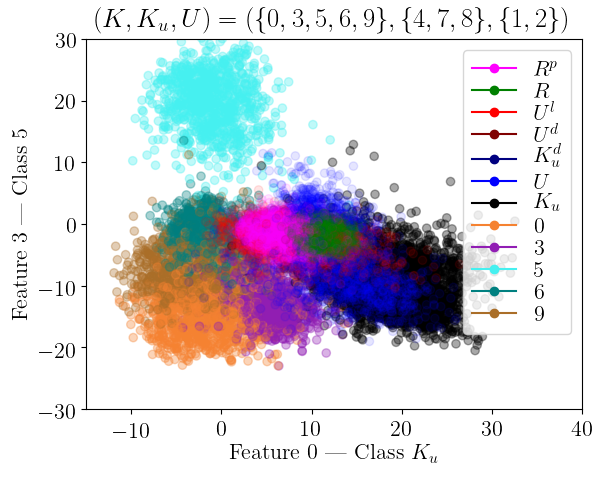 (K, K_u, U) = ({0, 3, 5, 6, 9}, {4, 7, 8}, {1, 2})
30
20
10
0
−10
−20
−30
Feature 3 — Class 5
R^p
R
U^l
U^d
K_u^d
U
K_u
0
3
5
6
9
−10
0
10
20
30
40
Feature 0 — Class K_u